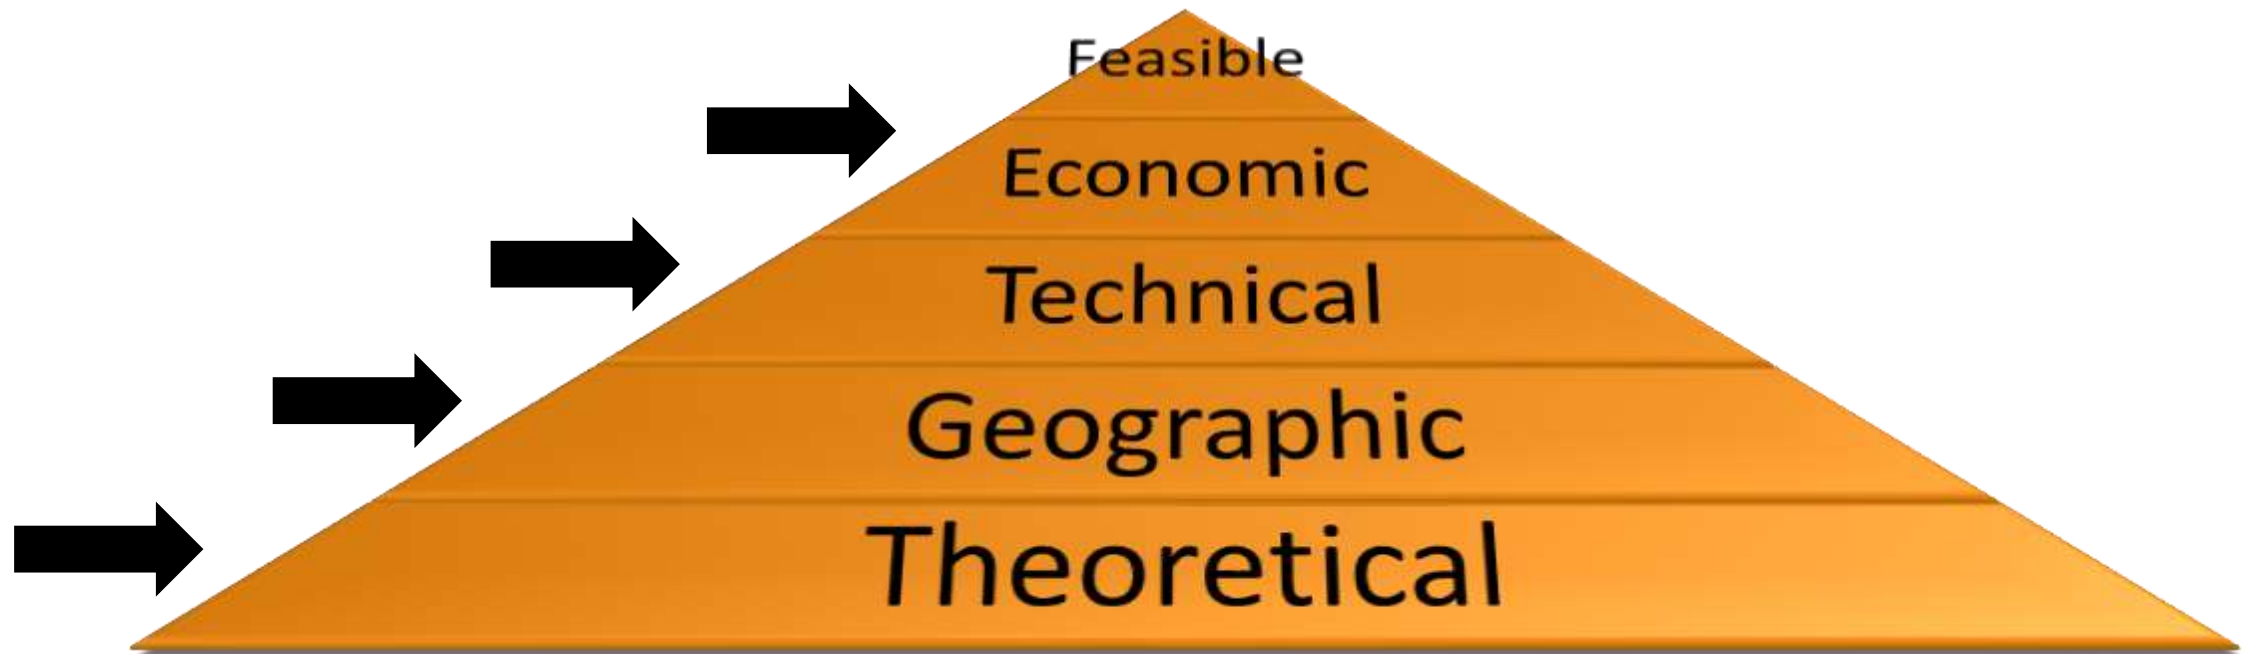 Feasible
Economic
Technical
Geographic
Theoretical